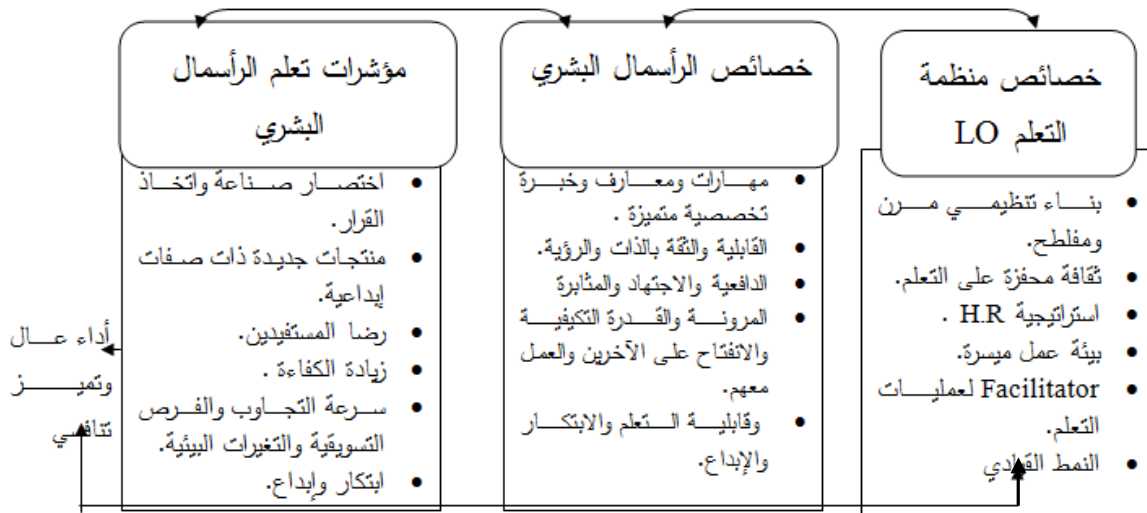 خصائص منظمة
التعلم LO
بناء تنظيمي مرن
ومفلطح.
ثقافة محفزة على التعلم.
استراتيجية H.R .
بيئة عمل ميسرة.
Facilitator لعمليات
التعلم.
النمط القيادي
خصائص الرأسمال البشري
مهارات ومعارف وخبرة
تخصصية متميزة .
القابلية والثقة بالذات والرؤية.
الدافعية والاجتهاد والمثابرة
المرونة والقدرة التكيفية
والانفتاح على الآخرين والعمل
معهم.
وقابلية التعلم والابتكار
والإبداع.
مؤشرات تعلم الرأسمال
البشري
اختصار صناعة واتخاذ
القرار.
منتجات جديدة ذات صفات
إبداعية.
رضا المستفيدين.
زيادة الكفاءة .
سرعة التجاوب والفرص
التسويقية والتغيرات البيئية.
ابتكار وإبداع.
أداء عال
وتميز
تنافسي